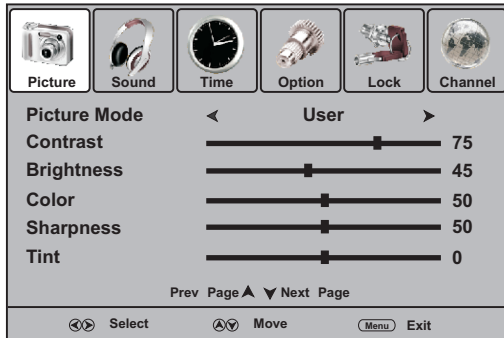 Picture Sound Time Option Lock Channel
Picture Mode User
Contrast 75
Brightness 45
Color 50
Sharpness 50
Tint 0
Prev Page Next Page
Select Move Menu Exit